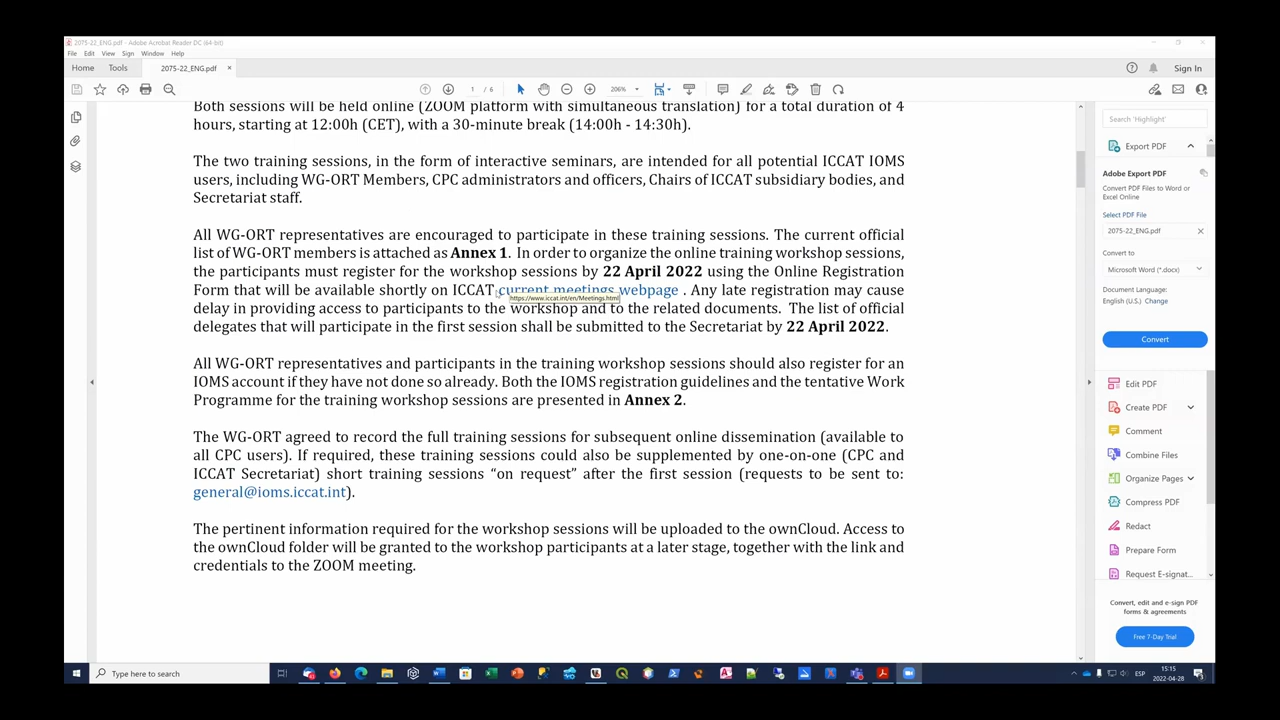 2075-22_ENG.pdf - Adobe Acrobat Reader DC (64-bit)
File Edit View Sign Window Help
Home Tools 2075-22_ENG.pdf × Sign In
1 / 6 206%
Both sessions will be held online (ZOOM platform with simultaneous translation) for a total duration of 4
hours, starting at 12:00h (CET), with a 30-minute break (14:00h - 14:30h).
The two training sessions, in the form of interactive seminars, are intended for all potential ICCAT IOMS
users, including WG-ORT Members, CPC administrators and officers, Chairs of ICCAT subsidiary bodies, and
Secretariat staff.
All WG-ORT representatives are encouraged to participate in these training sessions. The current official
list of WG-ORT members is attached as Annex 1. In order to organize the online training workshop sessions,
the participants must register for the workshop sessions by 22 April 2022 using the Online Registration
Form that will be available shortly on ICCAT current meetings webpage . Any late registration may cause
https://www.iccat.int/en/Meetings.html
delay in providing access to participants to the workshop and to the related documents. The list of official
delegates that will participate in the first session shall be submitted to the Secretariat by 22 April 2022.
All WG-ORT representatives and participants in the training workshop sessions should also register for an
IOMS account if they have not done so already. Both the IOMS registration guidelines and the tentative Work
Programme for the training workshop sessions are presented in Annex 2.
The WG-ORT agreed to record the full training sessions for subsequent online dissemination (available to
all CPC users). If required, these training sessions could also be supplemented by one-on-one (CPC and
ICCAT Secretariat) short training sessions “on request” after the first session (requests to be sent to:
general@ioms.iccat.int).
The pertinent information required for the workshop sessions will be uploaded to the ownCloud. Access to
the ownCloud folder will be granted to the workshop participants at a later stage, together with the link and
credentials to the ZOOM meeting.
Search 'Highlight'
Export PDF
Adobe Export PDF
Convert PDF Files to Word or
Excel Online
Select PDF File
2075-22_ENG.pdf ×
Convert to
Microsoft Word (*.docx)
Document Language:
English (U.S.) Change
Convert
Edit PDF
Create PDF
Comment
Combine Files
Organize Pages
Compress PDF
Redact
Prepare Form
Request E-signat...
Convert, edit and e-sign PDF
forms & agreements
Free 7-Day Trial
Type here to search
ESP
15:15
2022-04-28